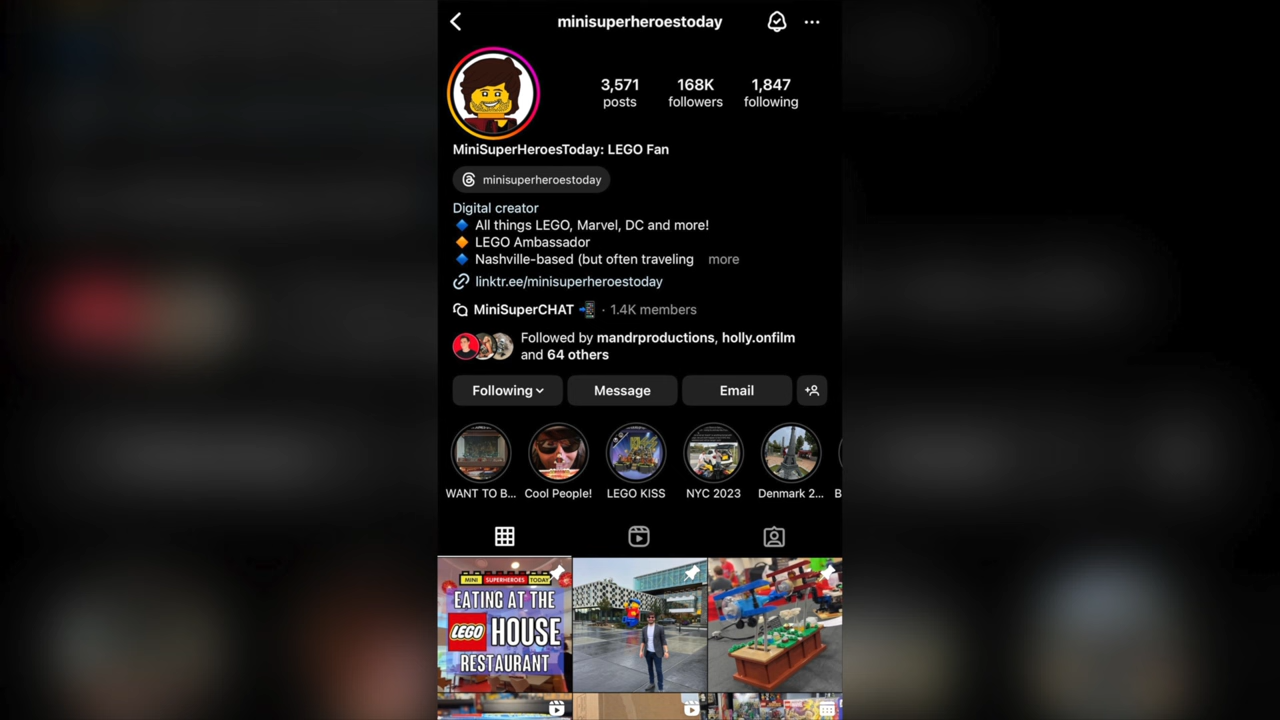 minisuperheroestoday
3,571
posts
168K
followers
1,847
following
MiniSuperHeroesToday: LEGO Fan
minisuperheroestoday
Digital creator
All things LEGO, Marvel, DC and more!
LEGO Ambassador
Nashville-based (but often traveling more
linktr.ee/minisuperheroestoday
MiniSuperCHAT 📲 · 1.4K members
Followed by mandrproductions, holly.onfilm
and 64 others
Following
Message
Email
WANT TO B...
Cool People!
LEGO KISS
NYC 2023
Denmark 2...
B
MINI SUPERHEROES TODAY
EATING AT THE
LEGO HOUSE
RESTAURANT